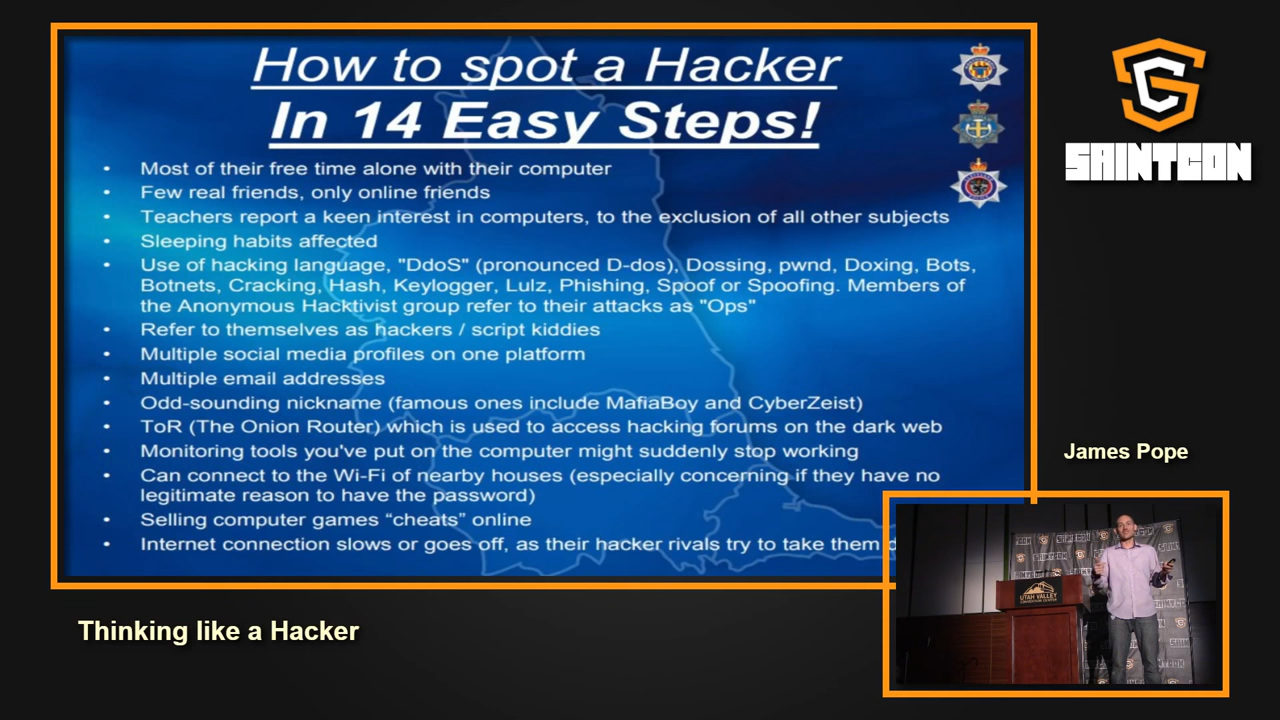 How to spot a Hacker
In 14 Easy Steps!
• Most of their free time alone with their computer
• Few real friends, only online friends
• Teachers report a keen interest in computers, to the exclusion of all other subjects
• Sleeping habits affected
• Use of hacking language, "DdoS" (pronounced D-dos), Dossing, pwnd, Doxing, Bots,
Botnets, Cracking, Hash, Keylogger, Lulz, Phishing, Spoof or Spoofing. Members of
the Anonymous Hacktivist group refer to their attacks as "Ops"
• Refer to themselves as hackers / script kiddies
• Multiple social media profiles on one platform
• Multiple email addresses
• Odd-sounding nickname (famous ones include MafiaBoy and CyberZeist)
• ToR (The Onion Router) which is used to access hacking forums on the dark web
• Monitoring tools you've put on the computer might suddenly stop working
• Can connect to the Wi-Fi of nearby houses (especially concerning if they have no
legitimate reason to have the password)
• Selling computer games “cheats” online
• Internet connection slows or goes off, as their hacker rivals try to take them
SAINTCON
James Pope
UTAH VALLEY
CONVENTION CENTER
Thinking like a Hacker